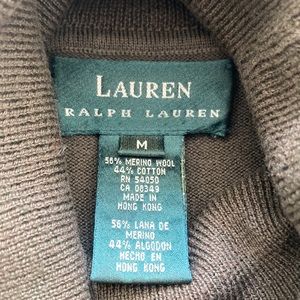 LAUREN
RALPH LAUREN
M
56% MERINO WOOL
44% COTTON
RN 54050
CA 08349
MADE IN
HONG KONG
56% LANA DE
MERINO
44% ALGODON
HECHO EN
HONG KONG